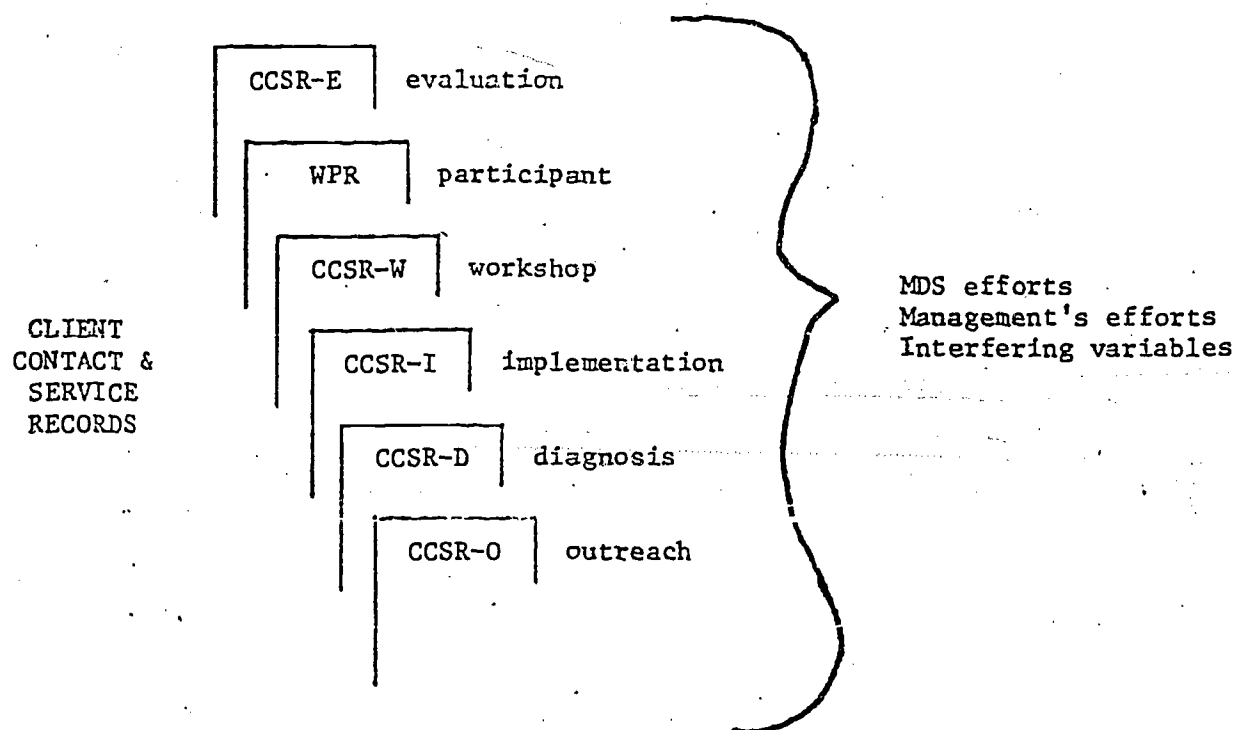 CCSR-E evaluation
WPR participant
CCSR-W workshop
CCSR-I implementation
CCSR-D diagnosis
CCSR-O outreach
CLIENT
CONTACT &
SERVICE
RECORDS
MDS efforts
Management's efforts
Interfering variables